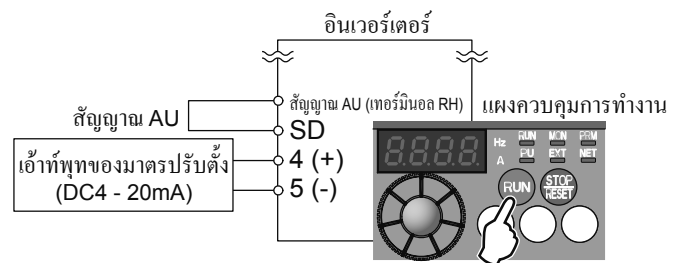 อินเวอร์เตอร์
สัญญาณ AU
สัญญาณ AU (เทอร์มินอล RH)
SD
แผงควบคุมการทำงาน
เอ้าท์พุทของมาตรปรับตั้ง
(DC4 - 20mA)
4 (+)
5 (-)
8.8.8.8.
Hz
A
RUN MON PRM
PU EXT NET
RUN
STOP
RESET